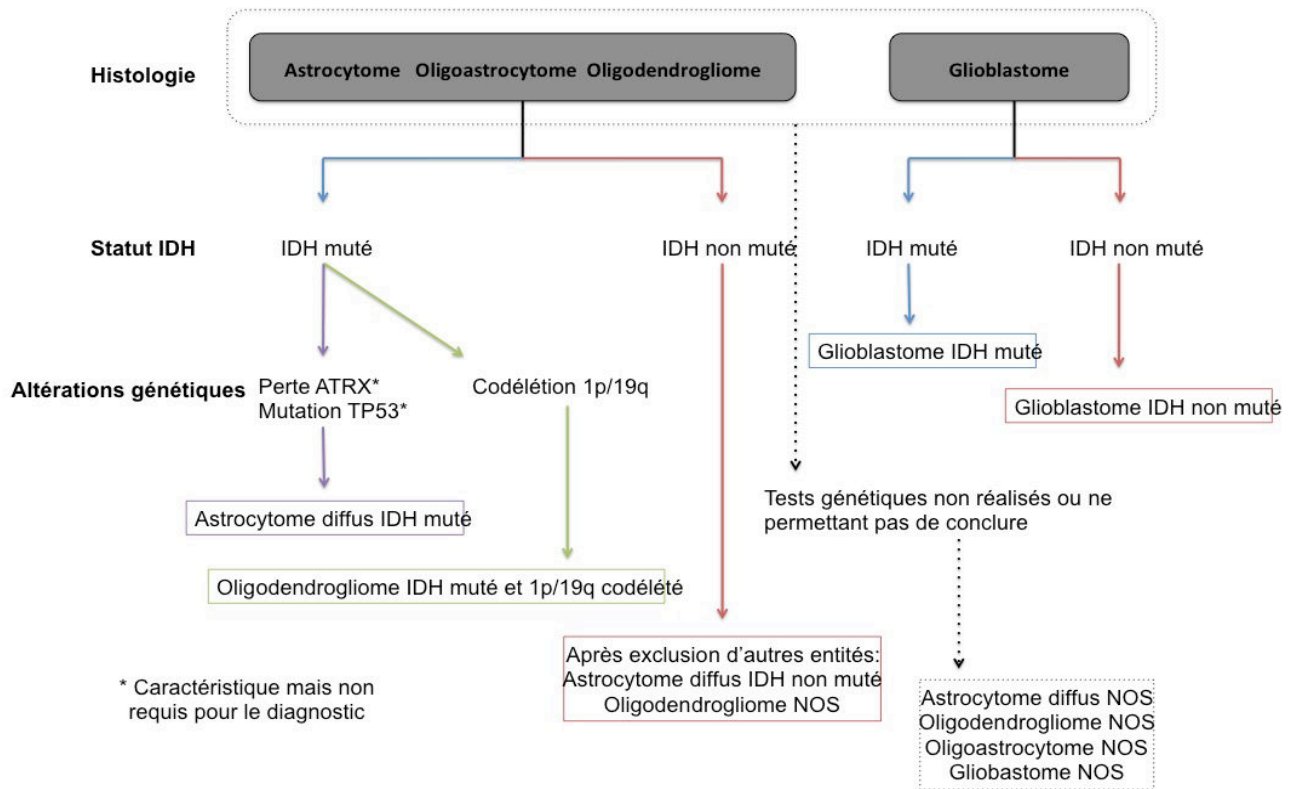 Histologie
Astrocytome Oligoastrocytome Oligodendrogliome
Glioblastome
Statut IDH
IDH muté
IDH non muté
IDH muté
IDH non muté
Glioblastome IDH muté
Altérations génétiques
Perte ATRX*
Mutation TP53*
Codélétion 1p/19q
Glioblastome IDH non muté
Astrocytome diffus IDH muté
Tests génétiques non réalisés ou ne
permettant pas de conclure
Oligodendrogliome IDH muté et 1p/19q codélété
Après exclusion d'autres entités:
Astrocytome diffus IDH non muté
Oligodendrogliome NOS
* Caractéristique mais non
requis pour le diagnostic
Astrocytome diffus NOS
Oligodendrogliome NOS
Oligoastrocytome NOS
Gliobastome NOS